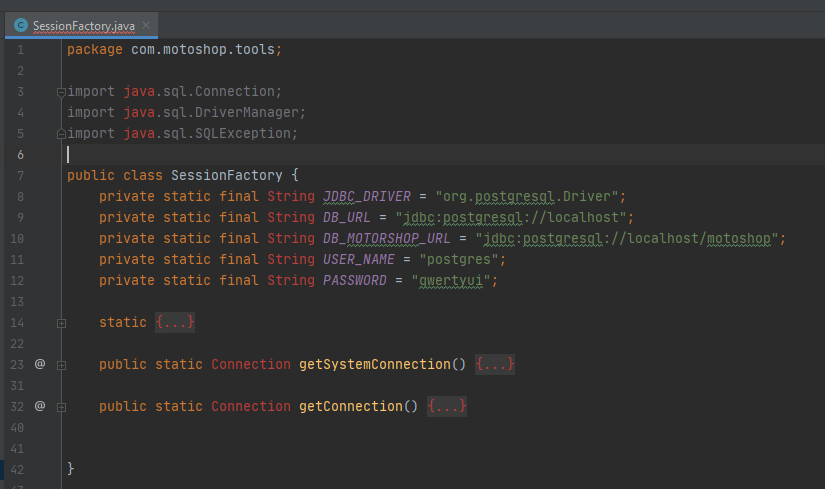 SessionFactory.java
1 package com.motoshop.tools;
2
3 import java.sql.Connection;
4 import java.sql.DriverManager;
5 import java.sql.SQLException;
6
7 public class SessionFactory {
8 private static final String JDBC_DRIVER = "org.postgresql.Driver";
9 private static final String DB_URL = "jdbc:postgresql://localhost";
10 private static final String DB_MOTORSHOP_URL = "jdbc:postgresql://localhost/motoshop";
11 private static final String USER_NAME = "postgres";
12 private static final String PASSWORD = "qwertyui";
13
14 static {...}
22
23 @ public static Connection getSystemConnection() {...}
31
32 @ public static Connection getConnection() {...}
40
41
42 }
43